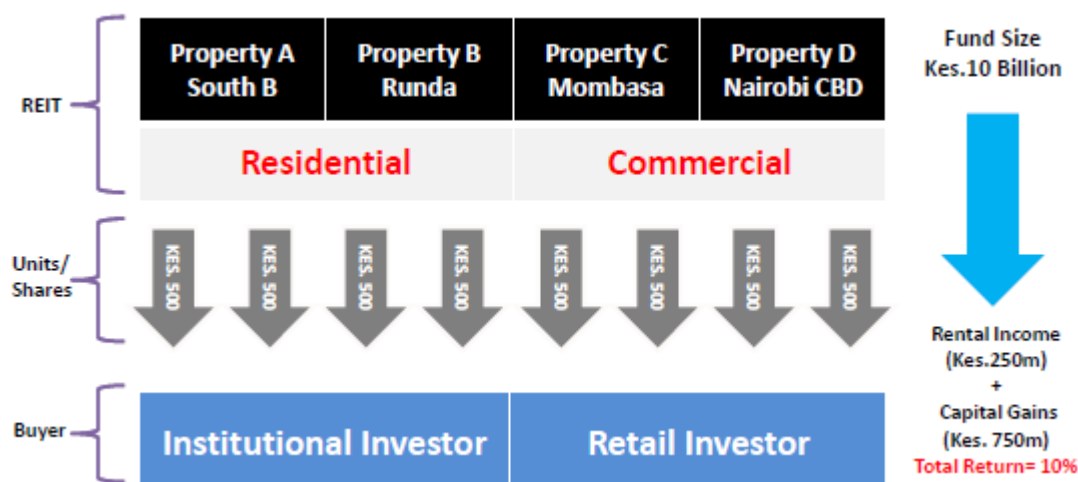 REIT
Property A
South B
Property B
Runda
Property C
Mombasa
Property D
Nairobi CBD
Residential
Commercial
Fund Size
Kes.10 Billion
Units/
Shares
KES. 500
KES. 500
KES. 500
KES. 500
KES. 500
KES. 500
KES. 500
KES. 500
Rental Income
(Kes.250m)
+
Capital Gains
(Kes. 750m)
Total Return= 10%
Buyer
Institutional Investor
Retail Investor